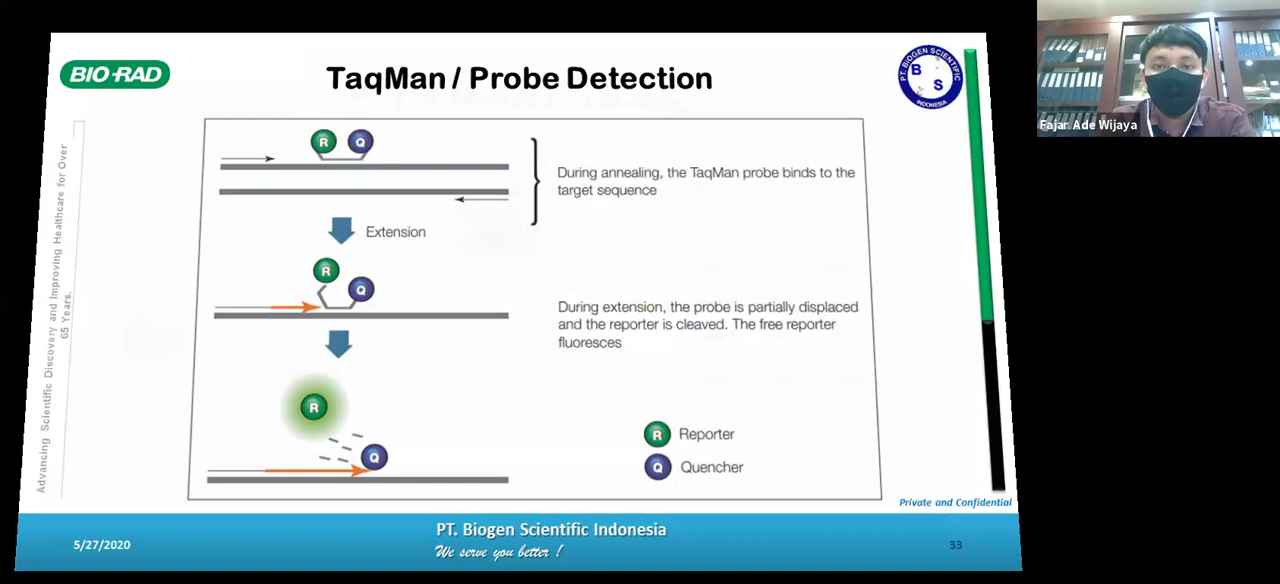 BIO-RAD
TaqMan / Probe Detection
PT. BIOGEN SCIENTIFIC
B
S
INDONESIA
Fajar Ade Wijaya
Advancing Scientific Discovery and Improving Healthcare for Over
65 Years.
R
Q
During annealing, the TaqMan probe binds to the
target sequence
Extension
R
Q
During extension, the probe is partially displaced
and the reporter is cleaved. The free reporter
fluoresces
R
Q
R Reporter
Q Quencher
Private and Confidential
5/27/2020
PT. Biogen Scientific Indonesia
We serve you better !
33